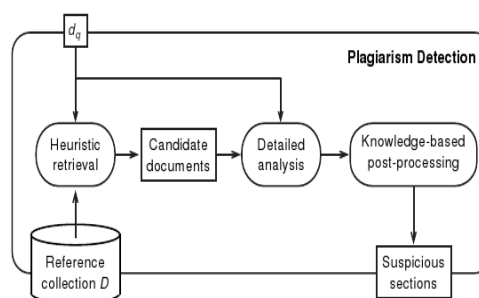 d_q
Plagiarism Detection
Heuristic
retrieval
Candidate
documents
Detailed
analysis
Knowledge-based
post-processing
Reference
collection D
Suspicious
sections